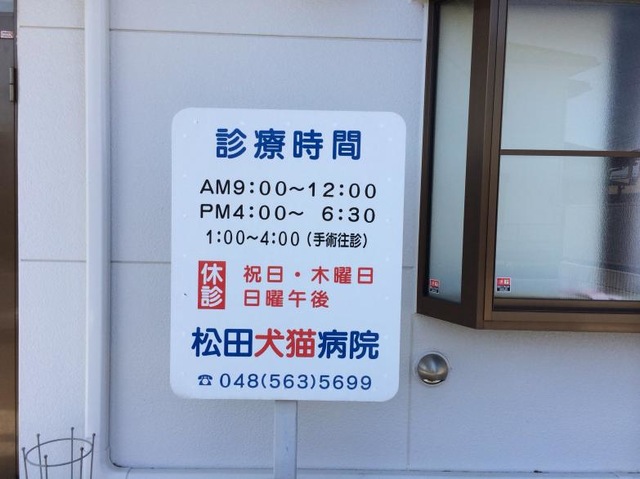 診療時間
AM9:00～12:00
PM4:00～ 6:30
1:00～4:00（手術往診）
休診 祝日・木曜日
日曜午後
松田犬猫病院
☎ 048(563)5699